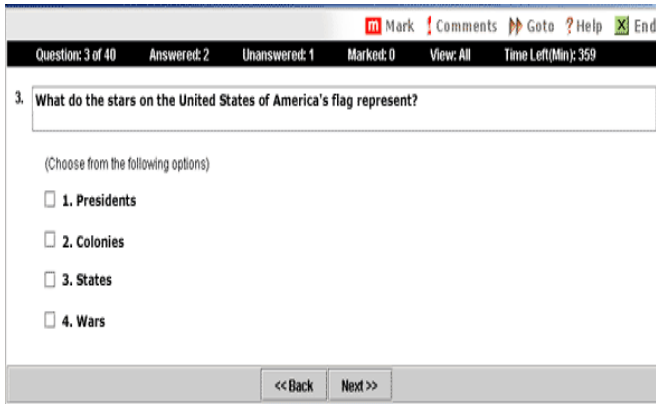 m Mark ! Comments Goto ? Help X End
Question: 3 of 40 Answered: 2 Unanswered: 1 Marked: 0 View: All Time Left(Min): 359
3. What do the stars on the United States of America's flag represent?
(Choose from the following options)
1. Presidents
2. Colonies
3. States
4. Wars
<< Back Next >>